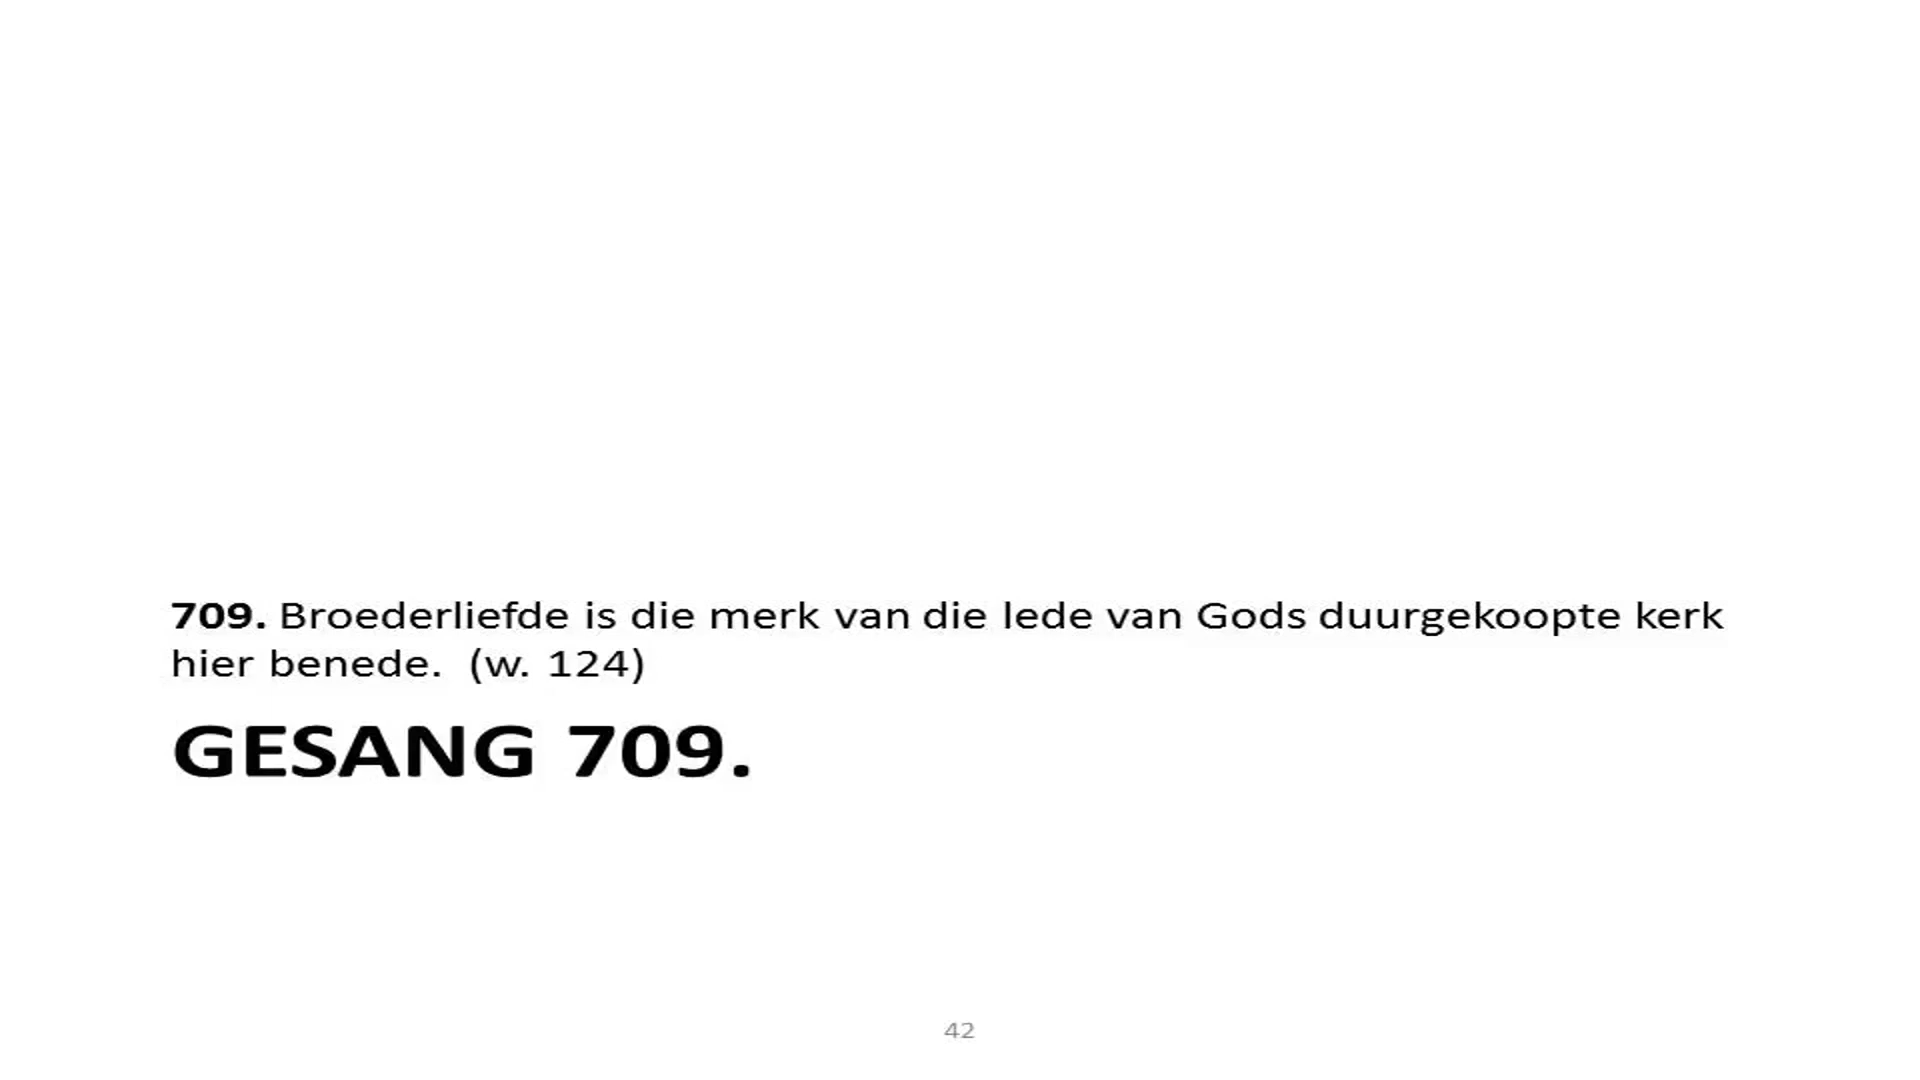 709. Broederliefde is die merk van die lede van Gods duurgekoopte kerk
hier benede. (w. 124)
GESANG 709.
42